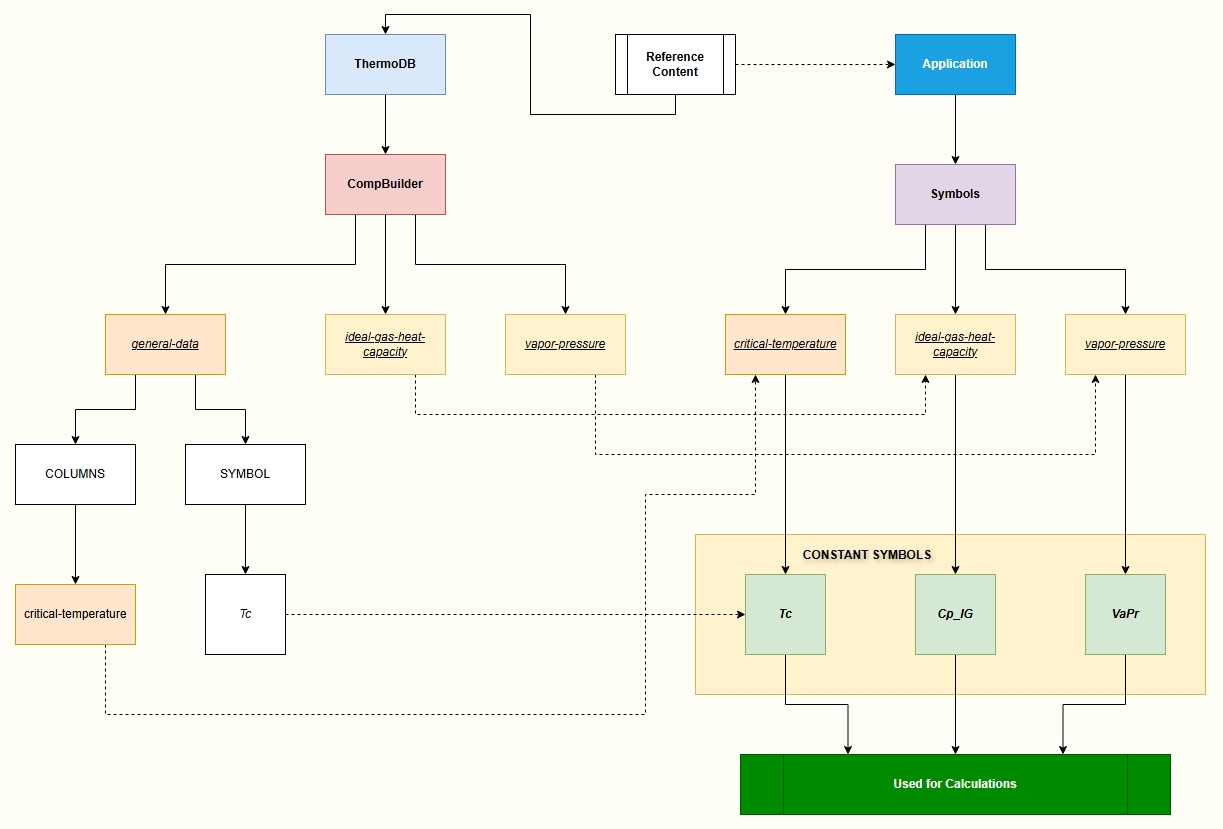 ThermoDB
Reference
Content
Application
CompBuilder
Symbols
general-data
ideal-gas-heat-
capacity
vapor-pressure
critical-temperature
ideal-gas-heat-
capacity
vapor-pressure
COLUMNS
SYMBOL
CONSTANT SYMBOLS
critical-temperature
Tc
Tc
Cp_IG
VaPr
Used for Calculations